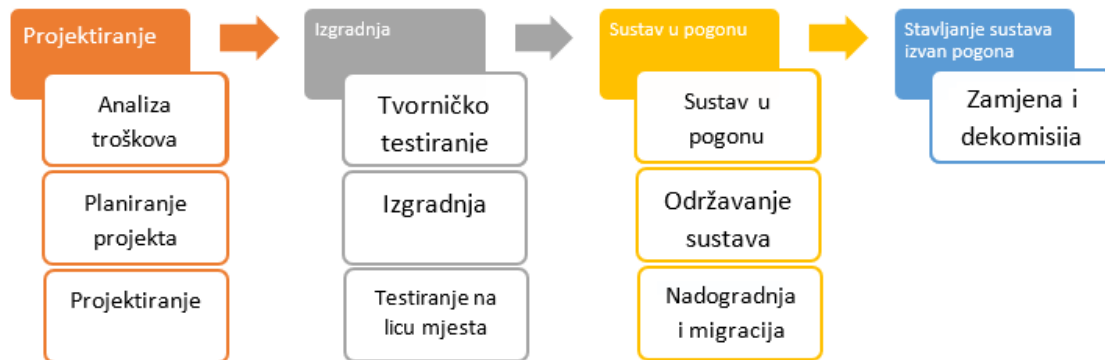 Projektiranje
Analiza
troškova
Planiranje
projekta
Projektiranje
Izgradnja
Tvorničko
testiranje
Izgradnja
Testiranje na
licu mjesta
Sustav u pogonu
Sustav u
pogonu
Održavanje
sustava
Nadogradnja
i migracija
Stavljanje sustava
izvan pogona
Zamjena i
dekomisija